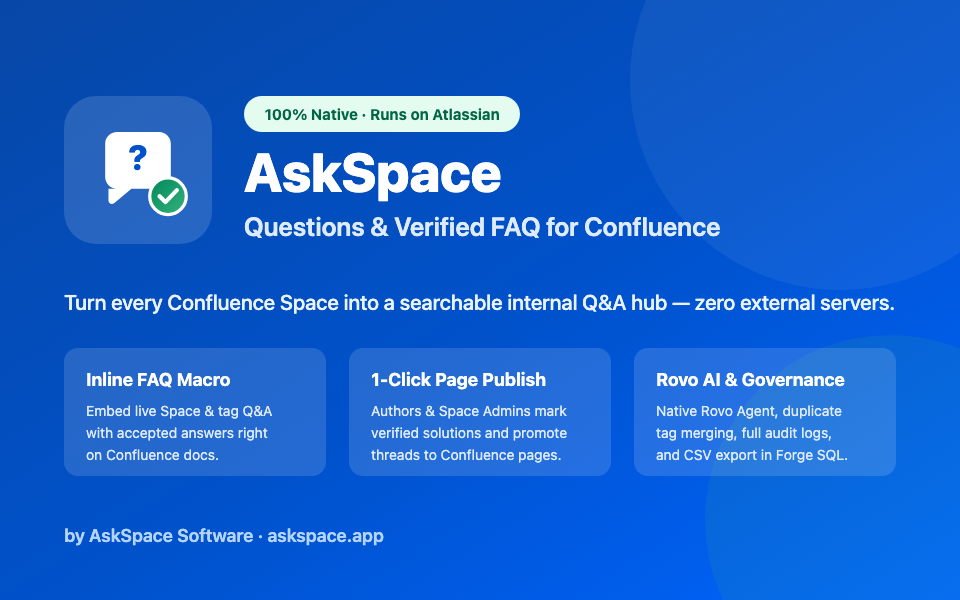 ?
100% Native · Runs on Atlassian
AskSpace
Questions & Verified FAQ for Confluence
Turn every Confluence Space into a searchable internal Q&A hub — zero external servers.
Inline FAQ Macro
Embed live Space & tag Q&A
with accepted answers right
on Confluence docs.
1-Click Page Publish
Authors & Space Admins mark
verified solutions and promote
threads to Confluence pages.
Rovo AI & Governance
Native Rovo Agent, duplicate
tag merging, full audit logs,
and CSV export in Forge SQL.
by AskSpace Software · askspace.app